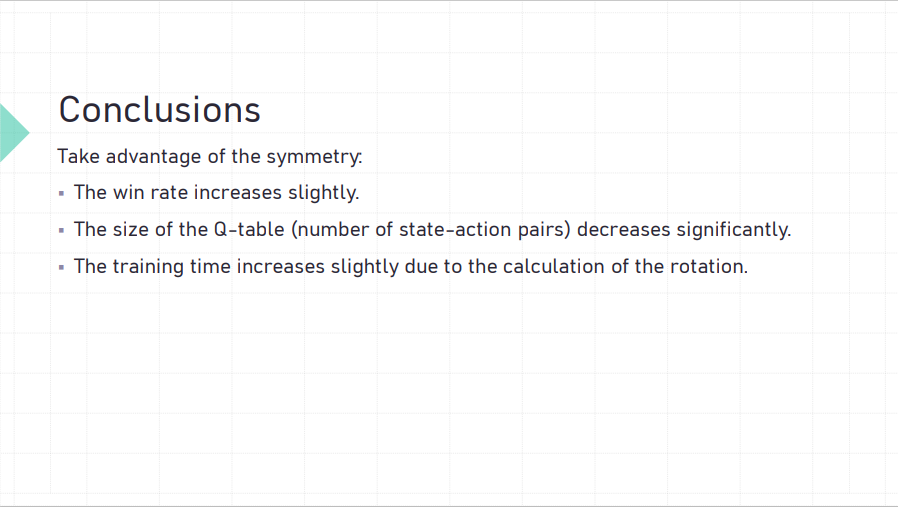 Conclusions
Take advantage of the symmetry:
▪ The win rate increases slightly.
▪ The size of the Q-table (number of state-action pairs) decreases significantly.
▪ The training time increases slightly due to the calculation of the rotation.